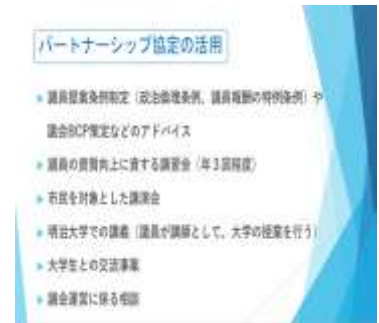 パートナーシップ協定の活用
議員提案条例制定（政治倫理条例、議員報酬の特例条例）や
議会BCP策定などのアドバイス
議員の資質向上に資する講習会（年3回程度）
市民を対象とした講演会
明治大学での講義（議員が講師として、大学の授業を行う）
大学生との交流事業
議会運営に係る相談